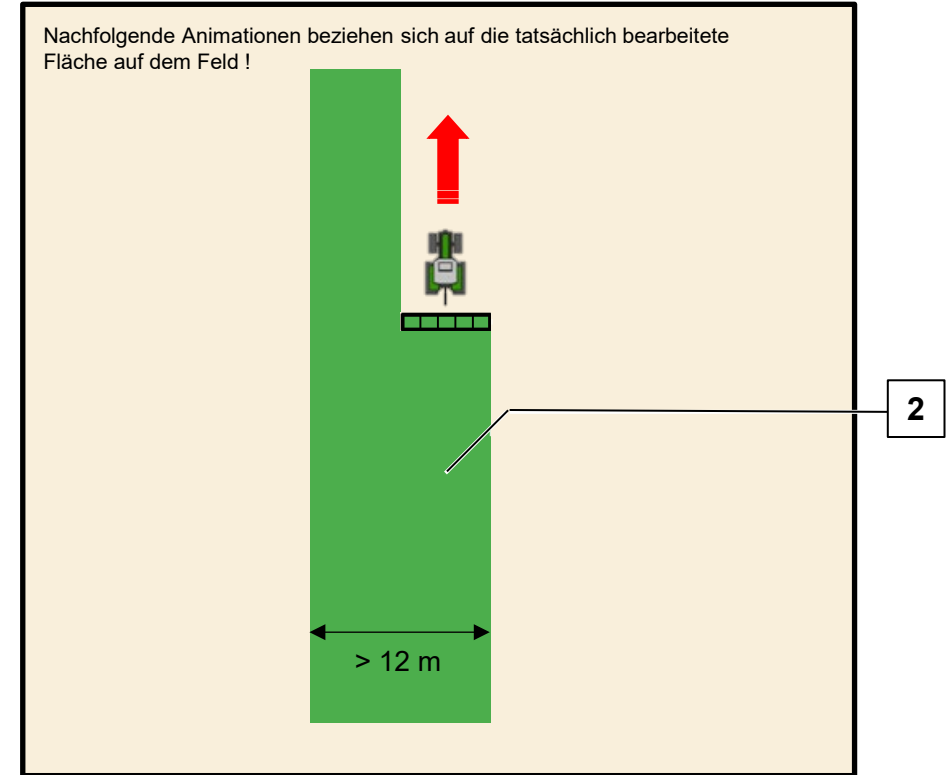 Nachfolgende Animationen beziehen sich auf die tatsächlich bearbeitete
Fläche auf dem Feld !
2
> 12 m